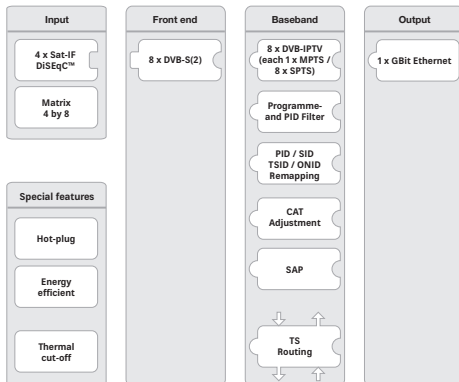 Input
4 x Sat-IF
DiSEqC™
Matrix
4 by 8
Special features
Hot-plug
Energy
efficient
Thermal
cut-off
Front end
8 x DVB-S(2)
Baseband
8 x DVB-IPTV
(each 1 x MPTS /
8 x SPTS)
Programme-
and PID Filter
PID / SID
TSID / ONID
Remapping
CAT
Adjustment
SAP
TS
Routing
Output
1 x GBit Ethernet